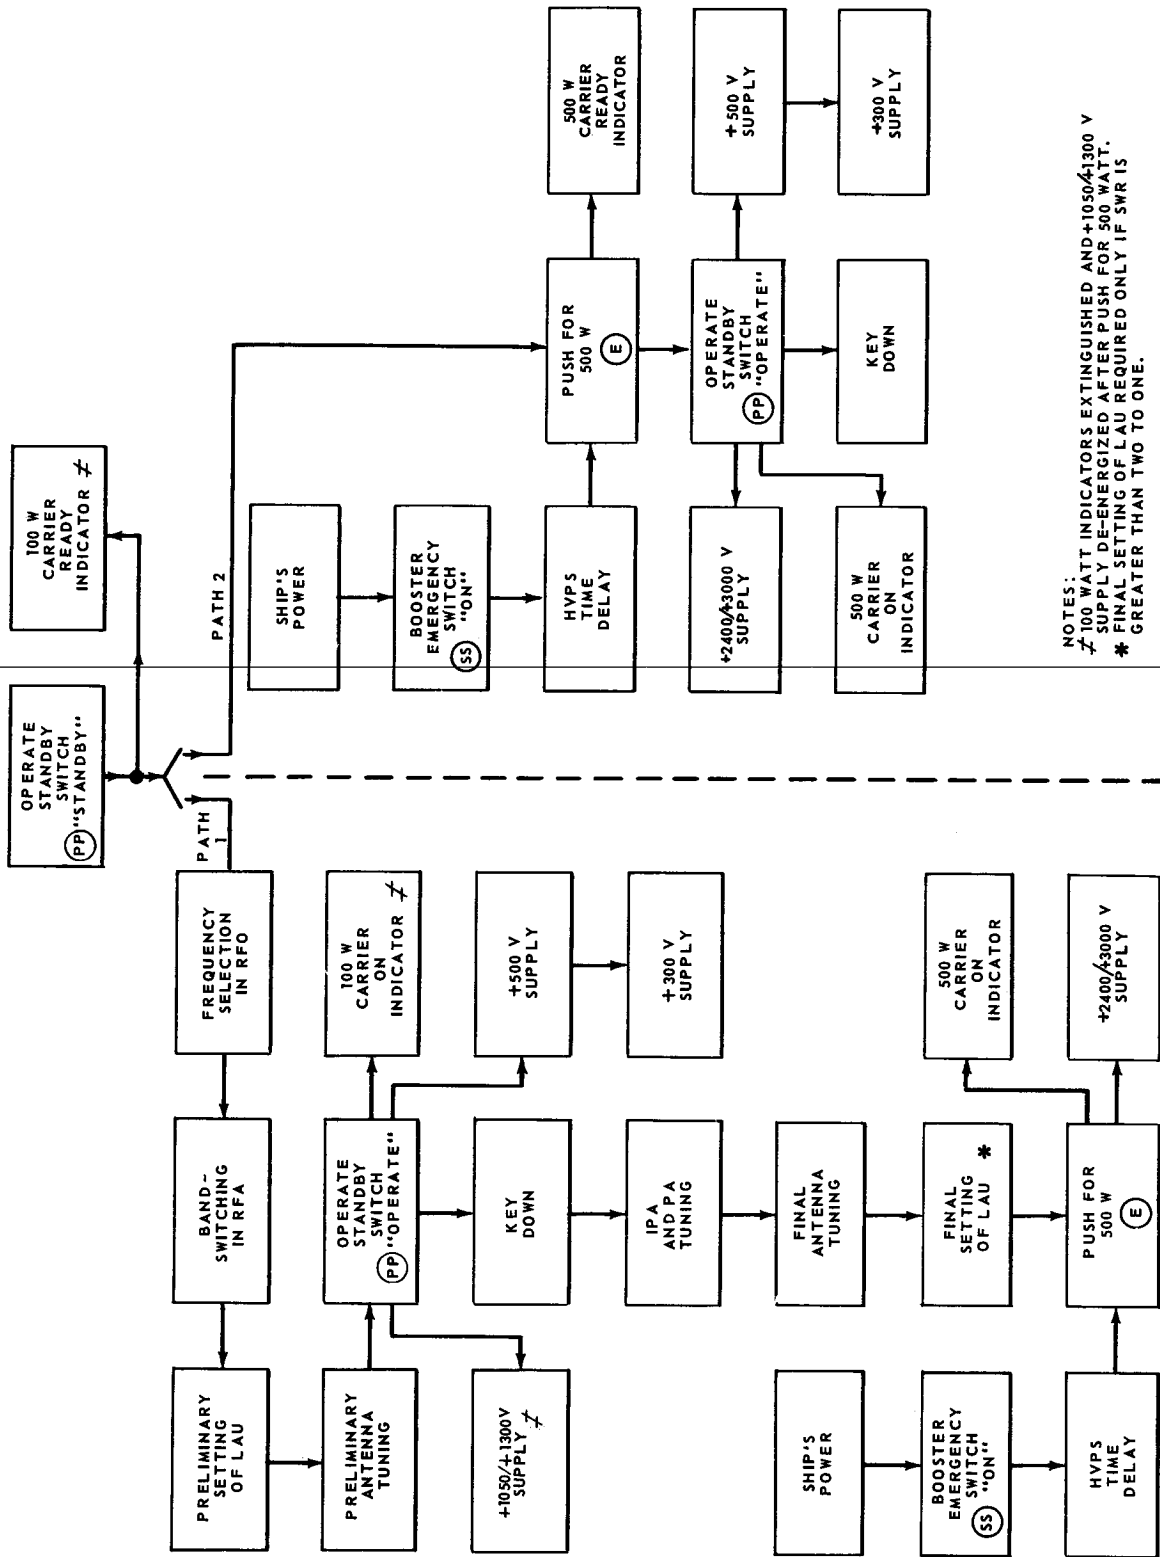 OPERATE
STANDBY
SWITCH
PP "STANDBY"
100 W
CARRIER
READY
INDICATOR ≠
PATH
1
PATH 2
FREQUENCY
SELECTION
IN RFO
BAND-
SWITCHING
IN RFA
PRELIMINARY
SETTING
OF LAU
PRELIMINARY
ANTENNA
TUNING
OPERATE
STANDBY
SWITCH
PP "OPERATE"
100 W
CARRIER
ON
INDICATOR ≠
+1050/+1300V
SUPPLY ≠
KEY
DOWN
+500 V
SUPPLY
+300 V
SUPPLY
IPA
AND PA
TUNING
FINAL
ANTENNA
TUNING
FINAL
SETTING
OF LAU *
SHIP'S
POWER
BOOSTER
EMERGENCY
SWITCH
SS "ON"
HVPS
TIME
DELAY
PUSH FOR
500 W
E
500 W
CARRIER
ON
INDICATOR
+2400/+3000 V
SUPPLY
SHIP'S
POWER
BOOSTER
EMERGENCY
SWITCH
SS "ON"
HVPS
TIME
DELAY
PUSH FOR
500 W
E
500 W
CARRIER
READY
INDICATOR
OPERATE
STANDBY
SWITCH
PP "OPERATE"
+2400/+3000 V
SUPPLY
500 W
CARRIER
ON
INDICATOR
KEY
DOWN
+500 V
SUPPLY
+300 V
SUPPLY
NOTES:
≠ 100 WATT INDICATORS EXTINGUISHED AND +1050/+1300 V
SUPPLY DE-ENERGIZED AFTER PUSH FOR 500 WATT.
* FINAL SETTING OF LAU REQUIRED ONLY IF SWR IS
GREATER THAN TWO TO ONE.